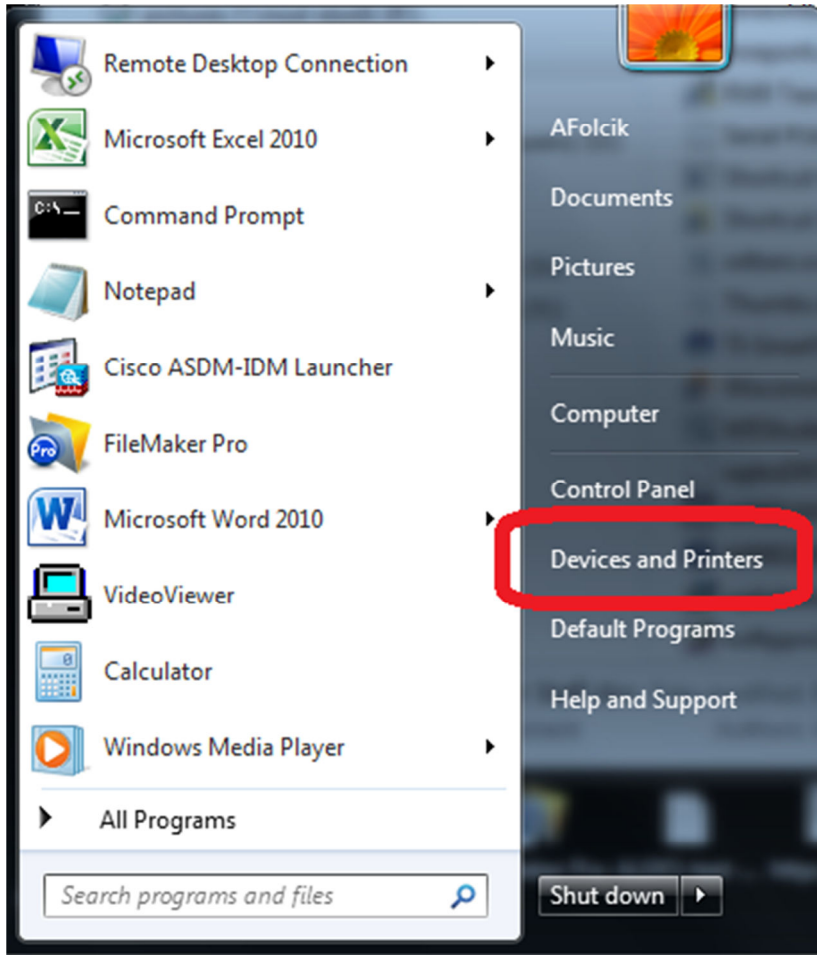 Remote Desktop Connection
Microsoft Excel 2010
C:\_
Command Prompt
Notepad
Cisco ASDM-IDM Launcher
Pro
FileMaker Pro
Microsoft Word 2010
VideoViewer
Calculator
Windows Media Player
All Programs
Search programs and files
AFolcik
Documents
Pictures
Music
Computer
Control Panel
Devices and Printers
Default Programs
Help and Support
Shut down